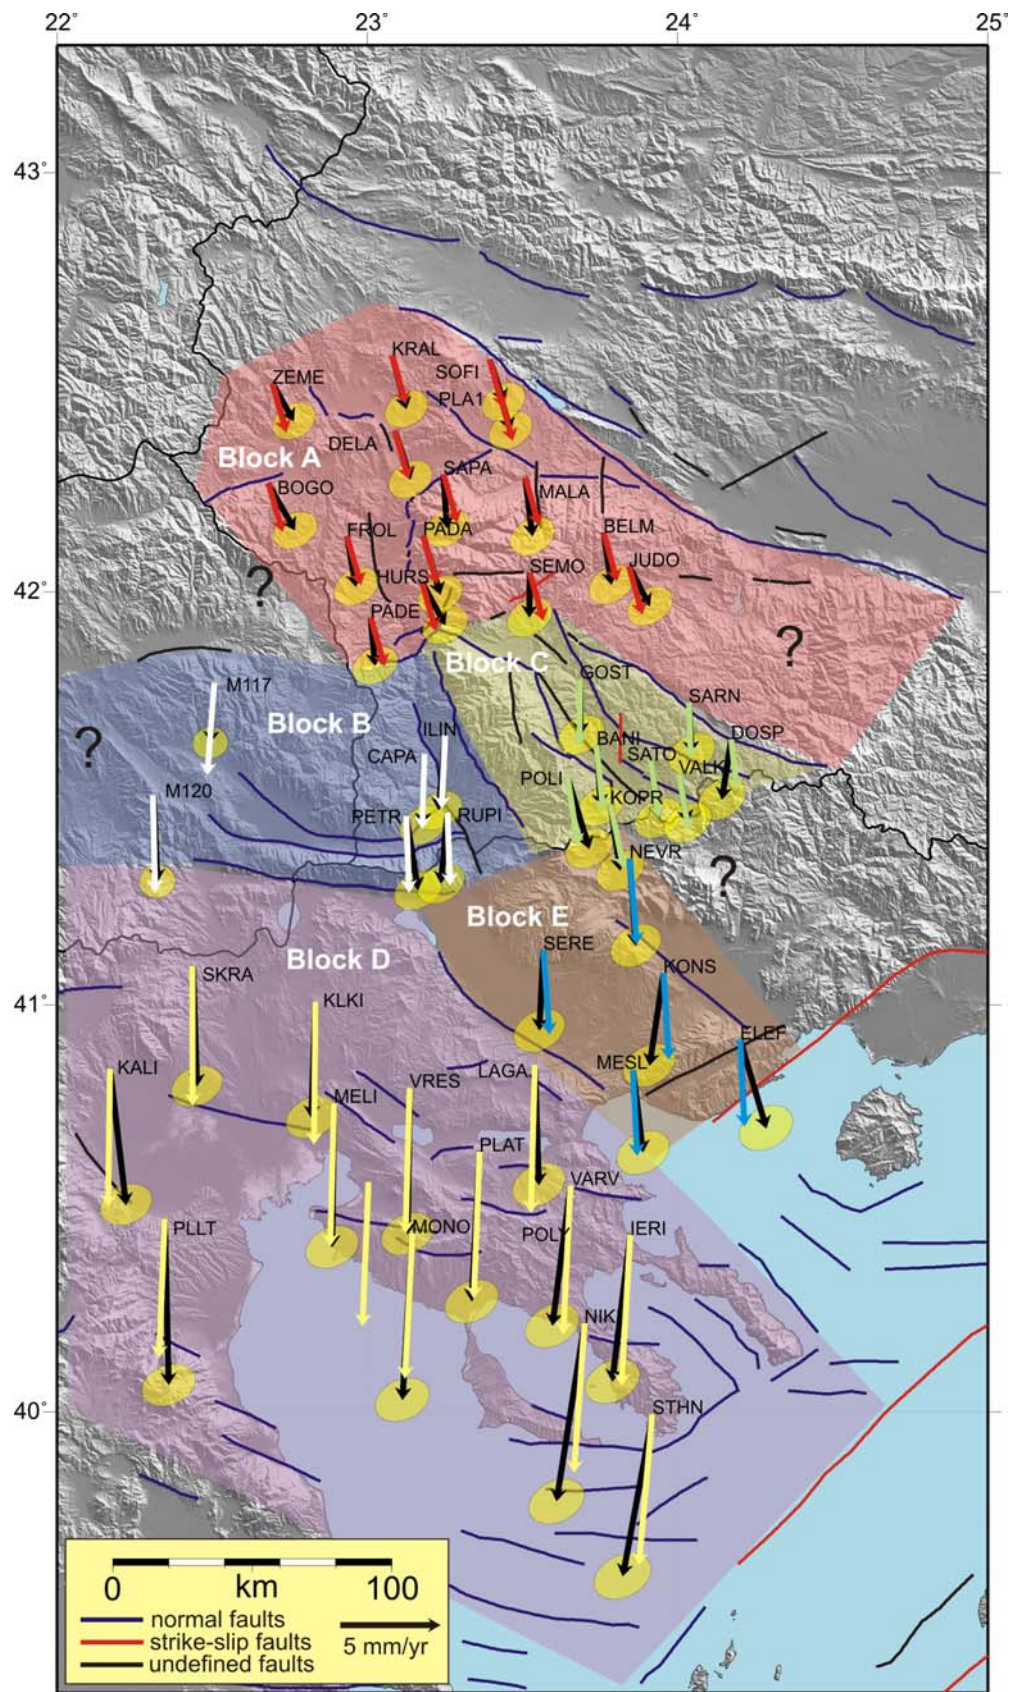 22°
23°
24°
25°
43°
KRAL
SOFI
ZEME
PLA1
DELA
Block A
SAPA
BOGO
MALA
FROL
PADA
BELM
42°
HURS
SEMO
JUDO
?
PADE
?
Block C
GOST
M117
SARN
Block B
ILIN
BANI
DOSP
?
CAPA
SATO
VALK
POLI
M120
KOPR
PETR
RUPI
NEVR
?
Block E
SERE
Block D
KONS
SKRA
41°
KLKI
ELEF
KALI
MESL
LAGA
VRES
MELI
PLAT
VARV
PLLT
MONO
POLY
IERI
NIKI
40°
STHN
0
km
100
normal faults
strike-slip faults
5 mm/yr
undefined faults